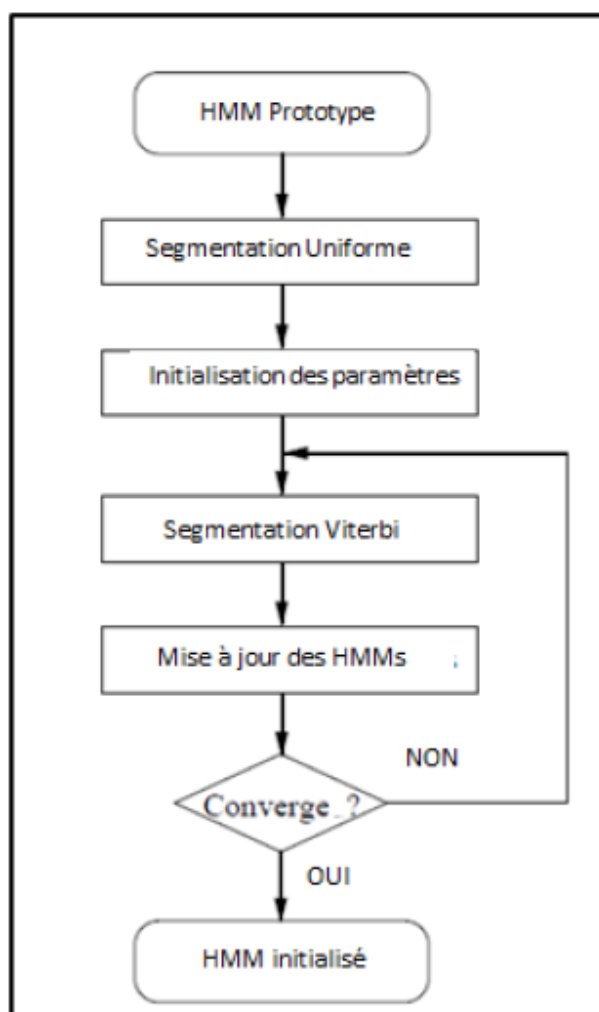 HMM Prototype
Segmentation Uniforme
Initialisation des paramètres
Segmentation Viterbi
Mise à jour des HMMs
NON
Converge ?
OUI
HMM initialisé